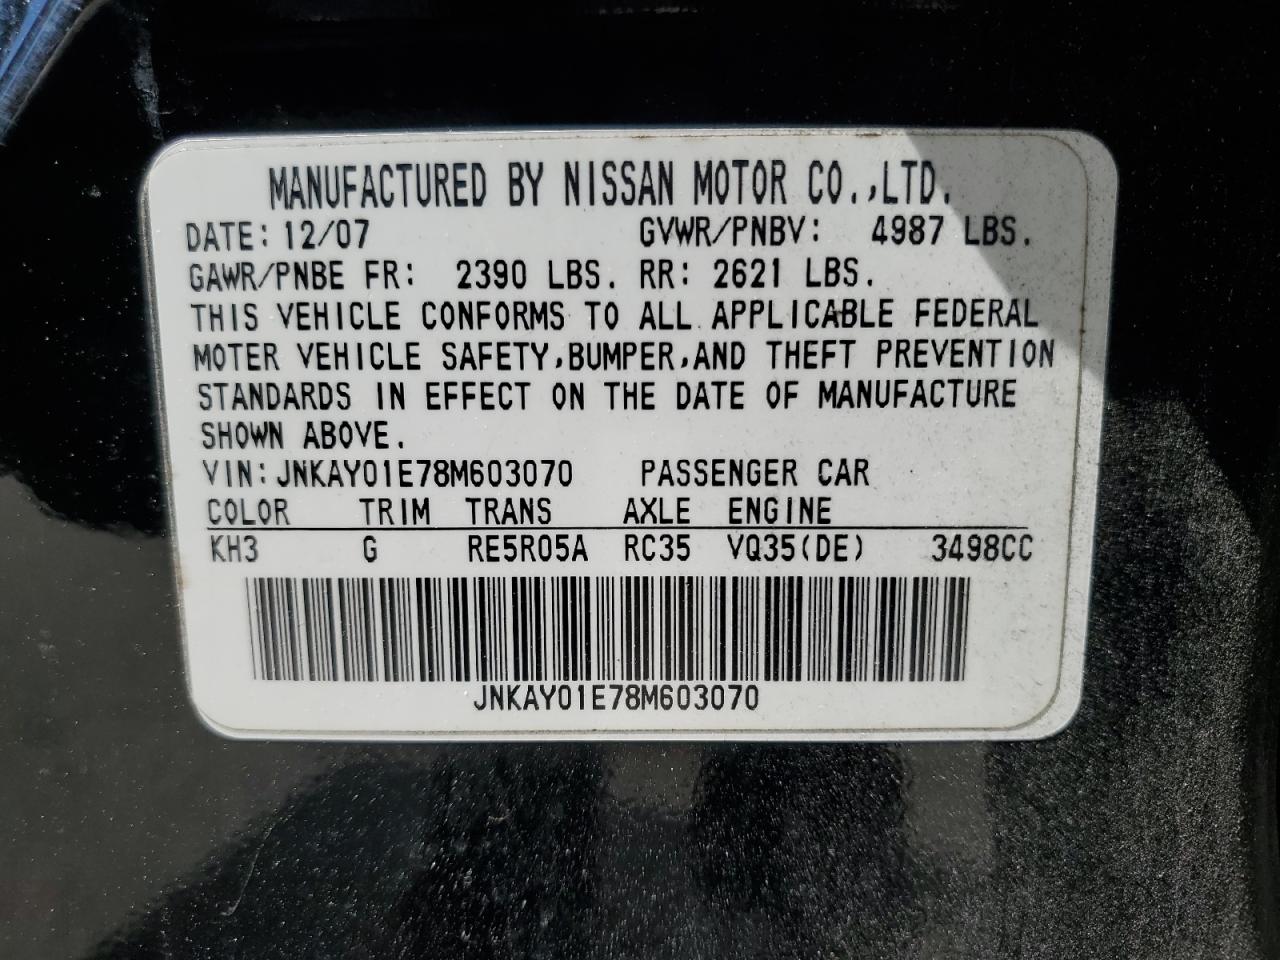 MANUFACTURED BY NISSAN MOTOR CO.,LTD.
DATE: 12/07 GVWR/PNBV: 4987 LBS.
GAWR/PNBE FR: 2390 LBS. RR: 2621 LBS.
THIS VEHICLE CONFORMS TO ALL APPLICABLE FEDERAL
MOTER VEHICLE SAFETY,BUMPER,AND THEFT PREVENTION
STANDARDS IN EFFECT ON THE DATE OF MANUFACTURE
SHOWN ABOVE.
VIN:JNKAY01E78M603070 PASSENGER CAR
COLOR TRIM TRANS AXLE ENGINE
KH3 G RE5R05A RC35 VQ35(DE) 3498CC
JNKAY01E78M603070